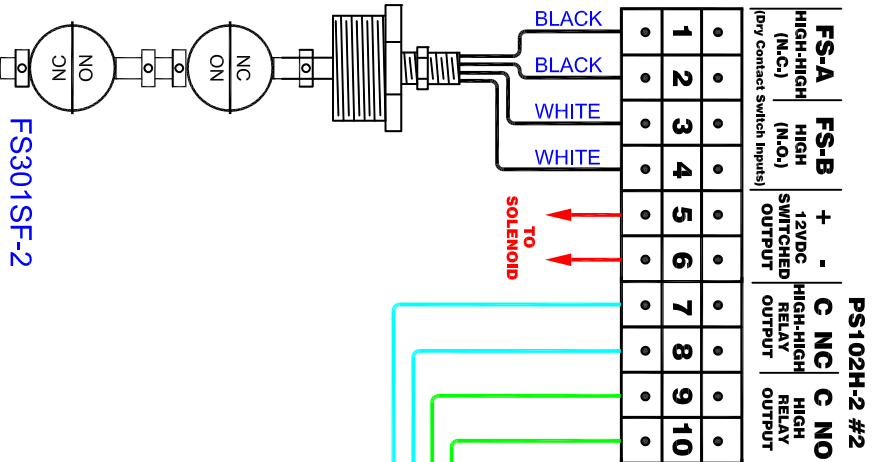 PS102H-2 #2
FS-A
HIGH-HIGH
(N.C.)
FS-B
HIGH
(N.O.)
(Dry Contact Switch Inputs)
+ -
12VDC
SWITCHED
OUTPUT
C NC
HIGH-HIGH
RELAY
OUTPUT
C NO
HIGH
RELAY
OUTPUT
1
2
3
4
5
6
7
8
9
10
BLACK
BLACK
WHITE
WHITE
TO
SOLENOID
NC
NO
NO
NC
FS301SF-2